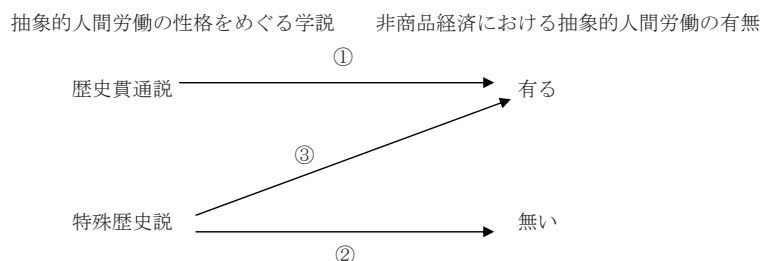 抽象的人間労働の性格をめぐる学説　　非商品経済における抽象的人間労働の有無
①
歴史貫通説　　有る
③
特殊歴史説　　無い
②